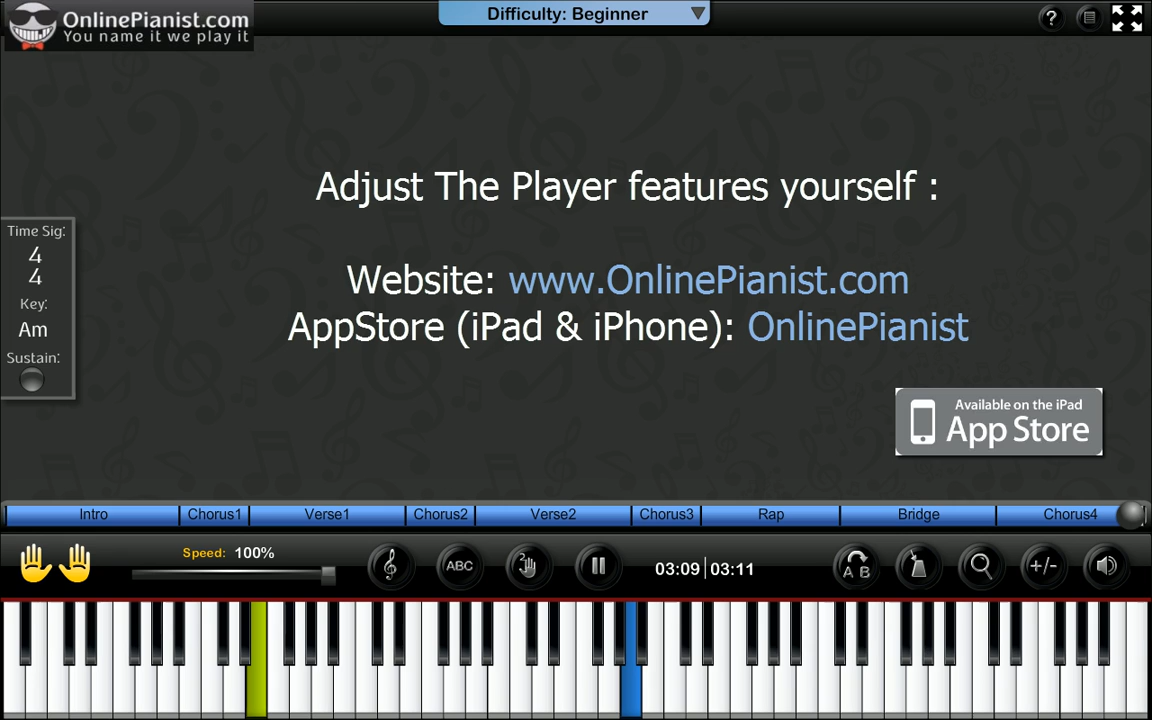 OnlinePianist.com
You name it we play it
Difficulty: Beginner
?
Adjust The Player features yourself :
Time Sig:
4
4
Key:
Am
Sustain:
Website: www.OnlinePianist.com
AppStore (iPad & iPhone): OnlinePianist
Available on the iPad
App Store
Intro Chorus1 Verse1 Chorus2 Verse2 Chorus3 Rap Bridge Chorus4
Speed: 100%
ABC
2
03:09 | 03:11
A B
+/-